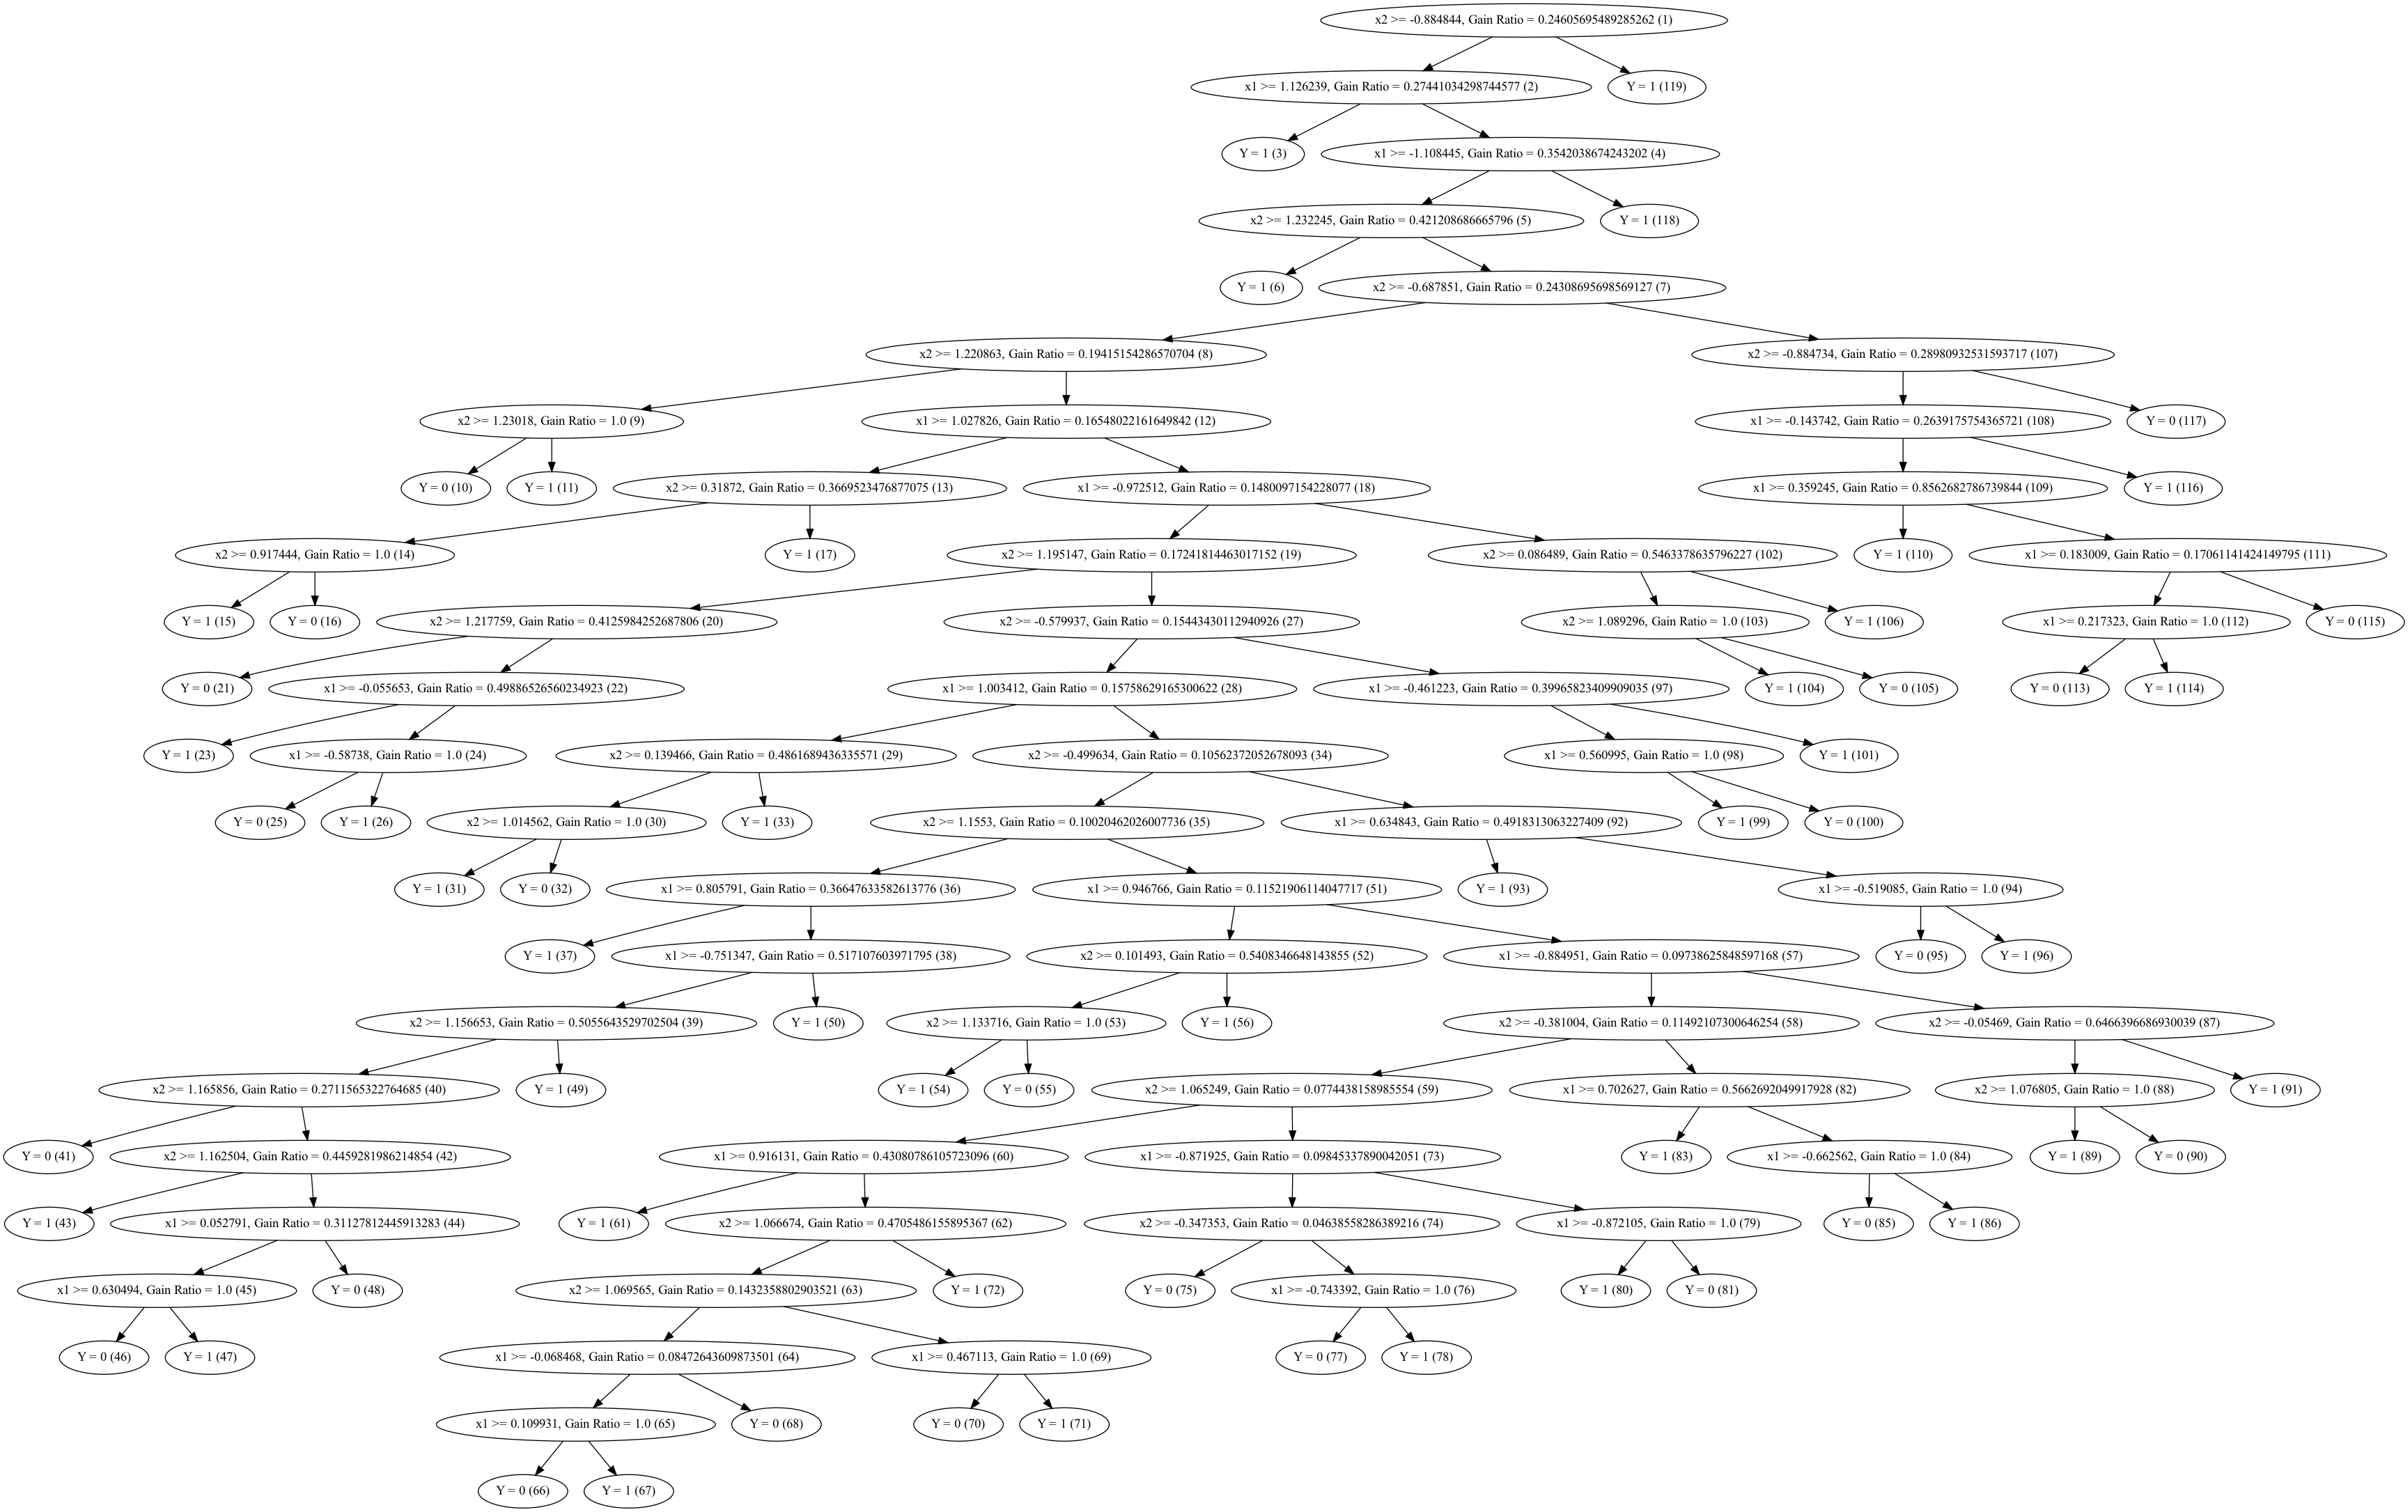 x2 >= -0.884844, Gain Ratio = 0.24605695489285262 (1)
x1 >= 1.126239, Gain Ratio = 0.27441034298744577 (2)
Y = 1 (119)
Y = 1 (3)
x1 >= -1.108445, Gain Ratio = 0.3542038674243202 (4)
x2 >= 1.232245, Gain Ratio = 0.421208686665796 (5)
Y = 1 (118)
Y = 1 (6)
x2 >= -0.687851, Gain Ratio = 0.24308695698569127 (7)
x2 >= 1.220863, Gain Ratio = 0.19415154286570704 (8)
x2 >= -0.884734, Gain Ratio = 0.28980932531593717 (107)
x2 >= 1.23018, Gain Ratio = 1.0 (9)
x1 >= 1.027826, Gain Ratio = 0.16548022161649842 (12)
x1 >= -0.143742, Gain Ratio = 0.2639175754365721 (108)
Y = 0 (117)
Y = 0 (10)
Y = 1 (11)
x2 >= 0.31872, Gain Ratio = 0.3669523476877075 (13)
x1 >= -0.972512, Gain Ratio = 0.1480097154228077 (18)
x1 >= 0.359245, Gain Ratio = 0.8562682786739844 (109)
Y = 1 (116)
x2 >= 0.917444, Gain Ratio = 1.0 (14)
Y = 1 (17)
x2 >= 1.195147, Gain Ratio = 0.17241814463017152 (19)
x2 >= 0.086489, Gain Ratio = 0.5463378635796227 (102)
Y = 1 (110)
x1 >= 0.183009, Gain Ratio = 0.17061141424149795 (111)
Y = 1 (15)
Y = 0 (16)
x2 >= 1.217759, Gain Ratio = 0.4125984252687806 (20)
x2 >= -0.579937, Gain Ratio = 0.15443430112940926 (27)
x2 >= 1.089296, Gain Ratio = 1.0 (103)
Y = 1 (106)
x1 >= 0.217323, Gain Ratio = 1.0 (112)
Y = 0 (115)
Y = 0 (21)
x1 >= -0.055653, Gain Ratio = 0.49886526560234923 (22)
x1 >= 1.003412, Gain Ratio = 0.15758629165300622 (28)
x1 >= -0.461223, Gain Ratio = 0.39965823409909035 (97)
Y = 1 (104)
Y = 0 (105)
Y = 0 (113)
Y = 1 (114)
Y = 1 (23)
x1 >= -0.58738, Gain Ratio = 1.0 (24)
x2 >= 0.139466, Gain Ratio = 0.4861689436335571 (29)
x2 >= -0.499634, Gain Ratio = 0.10562372052678093 (34)
x1 >= 0.560995, Gain Ratio = 1.0 (98)
Y = 1 (101)
Y = 0 (25)
Y = 1 (26)
x2 >= 1.014562, Gain Ratio = 1.0 (30)
Y = 1 (33)
x2 >= 1.1553, Gain Ratio = 0.10020462026007736 (35)
x1 >= 0.634843, Gain Ratio = 0.4918313063227409 (92)
Y = 1 (99)
Y = 0 (100)
Y = 1 (31)
Y = 0 (32)
x1 >= 0.805791, Gain Ratio = 0.36647633582613776 (36)
x1 >= 0.946766, Gain Ratio = 0.11521906114047717 (51)
Y = 1 (93)
x1 >= -0.519085, Gain Ratio = 1.0 (94)
Y = 1 (37)
x1 >= -0.751347, Gain Ratio = 0.517107603971795 (38)
x2 >= 0.101493, Gain Ratio = 0.5408346648143855 (52)
x1 >= -0.884951, Gain Ratio = 0.09738625848597168 (57)
Y = 0 (95)
Y = 1 (96)
x2 >= 1.156653, Gain Ratio = 0.5055643529702504 (39)
Y = 1 (50)
x2 >= 1.133716, Gain Ratio = 1.0 (53)
Y = 1 (56)
x2 >= -0.381004, Gain Ratio = 0.11492107300646254 (58)
x2 >= -0.05469, Gain Ratio = 0.6466396686930039 (87)
x2 >= 1.165856, Gain Ratio = 0.2711565322764685 (40)
Y = 1 (49)
Y = 1 (54)
Y = 0 (55)
x2 >= 1.065249, Gain Ratio = 0.0774438158985554 (59)
x1 >= 0.702627, Gain Ratio = 0.5662692049917928 (82)
x2 >= 1.076805, Gain Ratio = 1.0 (88)
Y = 1 (91)
Y = 0 (41)
x2 >= 1.162504, Gain Ratio = 0.4459281986214854 (42)
x1 >= 0.916131, Gain Ratio = 0.43080786105723096 (60)
x1 >= -0.871925, Gain Ratio = 0.09845337890042051 (73)
Y = 1 (83)
x1 >= -0.662562, Gain Ratio = 1.0 (84)
Y = 1 (89)
Y = 0 (90)
Y = 1 (43)
x1 >= 0.052791, Gain Ratio = 0.31127812445913283 (44)
Y = 1 (61)
x2 >= 1.066674, Gain Ratio = 0.4705486155895367 (62)
x2 >= -0.347353, Gain Ratio = 0.04638558286389216 (74)
x1 >= -0.872105, Gain Ratio = 1.0 (79)
Y = 0 (85)
Y = 1 (86)
x1 >= 0.630494, Gain Ratio = 1.0 (45)
Y = 0 (48)
x2 >= 1.069565, Gain Ratio = 0.1432358802903521 (63)
Y = 1 (72)
Y = 0 (75)
x1 >= -0.743392, Gain Ratio = 1.0 (76)
Y = 1 (80)
Y = 0 (81)
Y = 0 (46)
Y = 1 (47)
x1 >= -0.068468, Gain Ratio = 0.08472643609873501 (64)
x1 >= 0.467113, Gain Ratio = 1.0 (69)
Y = 0 (77)
Y = 1 (78)
x1 >= 0.109931, Gain Ratio = 1.0 (65)
Y = 0 (68)
Y = 0 (70)
Y = 1 (71)
Y = 0 (66)
Y = 1 (67)